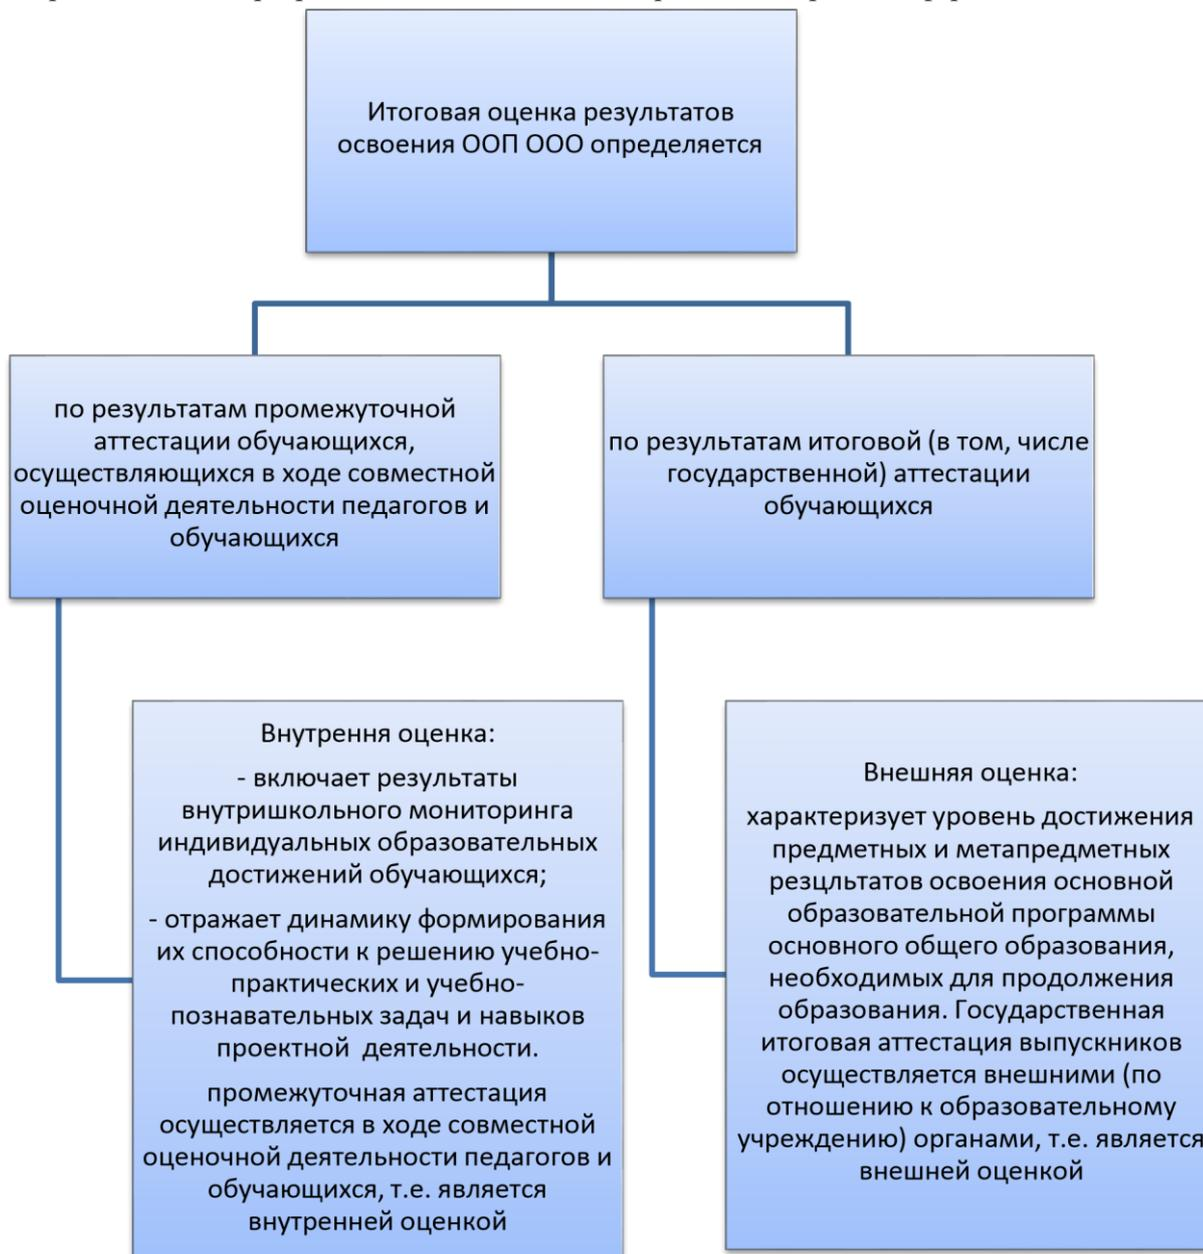 Итоговая оценка результатов
освоения ООП ООО определяется
по результатам промежуточной
аттестации обучающихся,
осуществляющихся в ходе совместной
оценочной деятельности педагогов и
обучающихся
по результатам итоговой (в том, числе
государственной) аттестации
обучающихся
Внутрення оценка:
- включает результаты
внутришкольного мониторинга
индивидуальных образовательных
достижений обучающихся;
- отражает динамику формирования
их способности к решению учебно-
практических и учебно-
познавательных задач и навыков
проектной деятельности.
промежуточная аттестация
осуществляется в ходе совместной
оценочной деятельности педагогов и
обучающихся, т.е. является
внутренней оценкой
Внешняя оценка:
характеризует уровень достижения
предметных и метапредметных
резцльтатов освоения основной
образовательной программы
основного общего образования,
необходимых для продолжения
образования. Государственная
итоговая аттестация выпускников
осуществляется внешними (по
отношению к образовательному
учреждению) органами, т.е. является
внешней оценкой